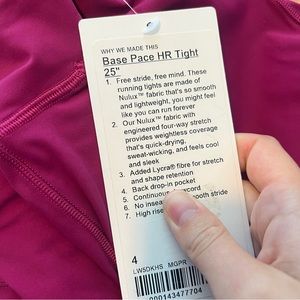 WHY WE MADE THIS
Base Pace HR Tight
25"
1. Free stride, free mind. These
running tights are made of
Nulux™ fabric that's so smooth
and lightweight, you might feel
like you can run forever
2. Our Nulux™ fabric with
engineered four-way stretch
provides weightless coverage
that's quick-drying,
sweat-wicking, and feels cool
and sleek
3. Added Lycra® fibre for stretch
and shape retention
4. Back drop-in pocket
5. Continuous
6. No
7. High
4
LW5DKHS MGPR